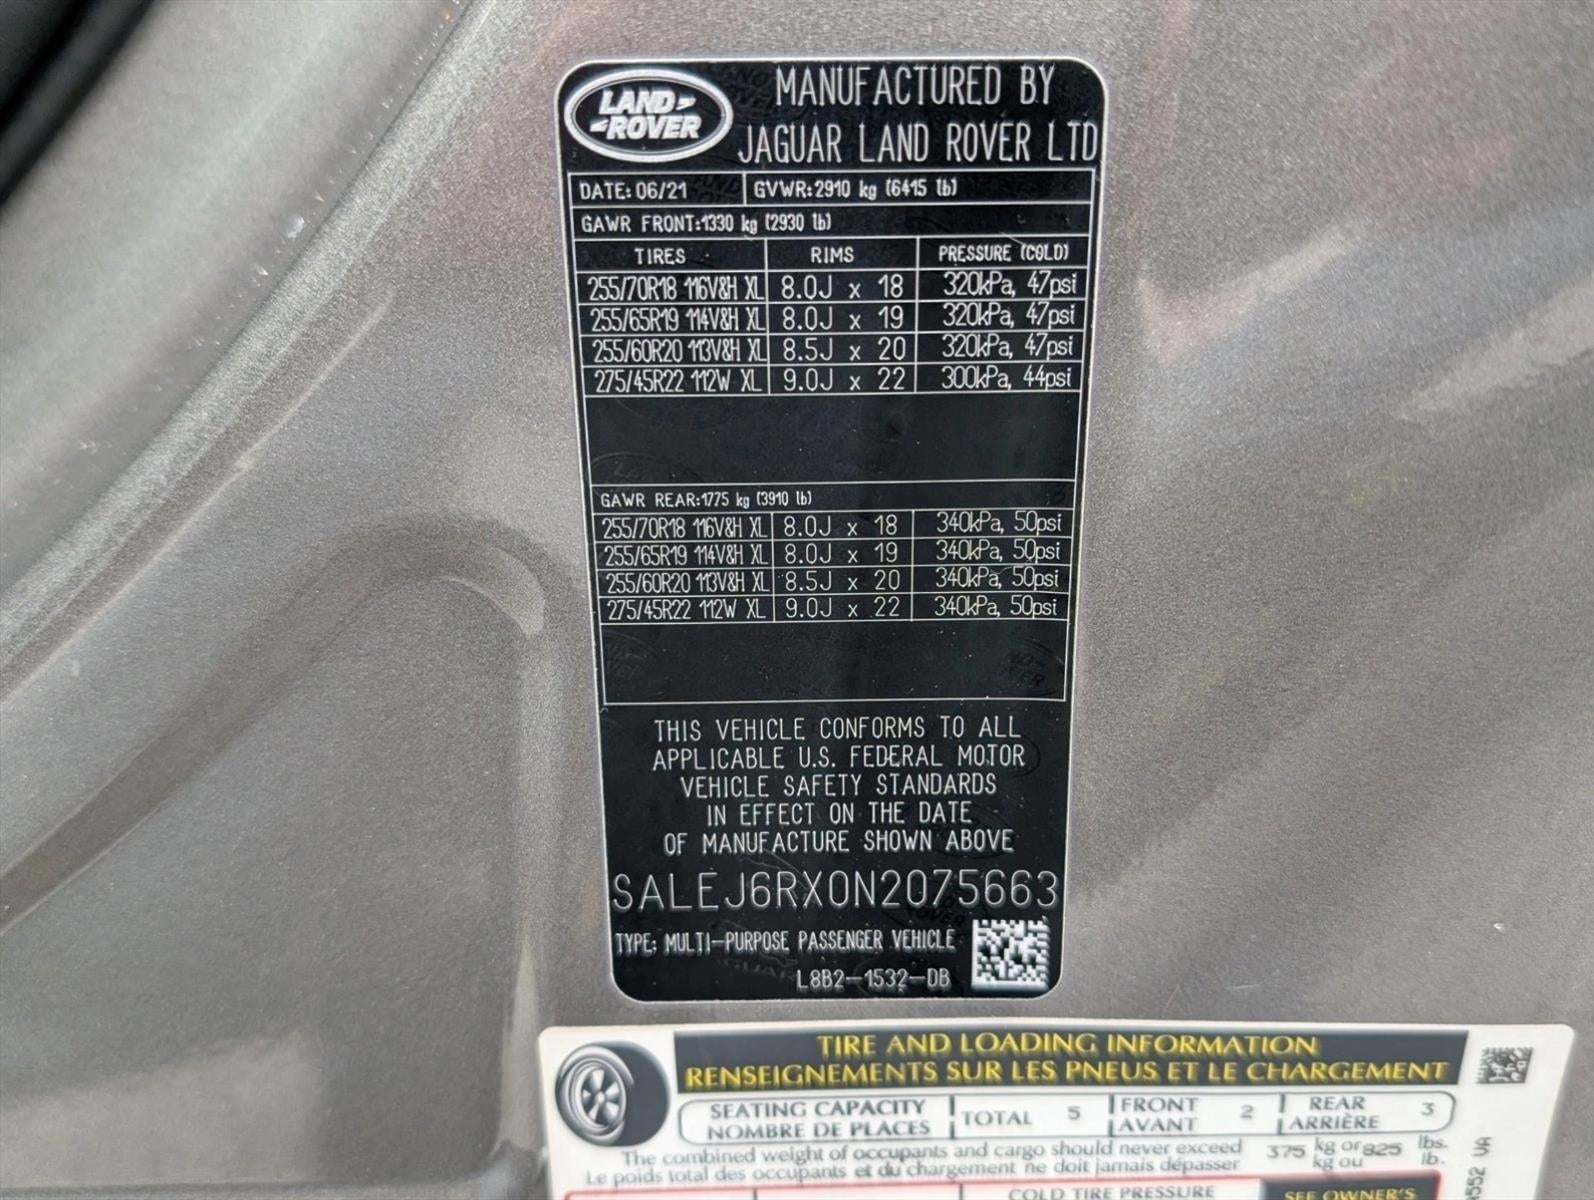 LAND ROVER
MANUFACTURED BY
JAGUAR LAND ROVER LTD
DATE: 06/21 GVWR: 2910 kg (6415 lb)
GAWR FRONT: 1330 kg (2930 lb)
TIRES RIMS PRESSURE (COLD)
255/70R18 116V&H XL 8.0J x 18 320kPa, 47psi
255/65R19 114V&H XL 8.0J x 19 320kPa, 47psi
255/60R20 113V&H XL 8.5J x 20 320kPa, 47psi
275/45R22 112W XL 9.0J x 22 300kPa, 44psi
GAWR REAR: 1775 kg (3910 lb)
255/70R18 116V&H XL 8.0J x 18 340kPa, 50psi
255/65R19 114V&H XL 8.0J x 19 340kPa, 50psi
255/60R20 113V&H XL 8.5J x 20 340kPa, 50psi
275/45R22 112W XL 9.0J x 22 340kPa, 50psi
THIS VEHICLE CONFORMS TO ALL
APPLICABLE U.S. FEDERAL MOTOR
VEHICLE SAFETY STANDARDS
IN EFFECT ON THE DATE
OF MANUFACTURE SHOWN ABOVE
SALEJ6RX0N2075663
TYPE: MULTI-PURPOSE PASSENGER VEHICLE
L8B2-1532-DB
TIRE AND LOADING INFORMATION
RENSEIGNEMENTS SUR LES PNEUS ET LE CHARGEMENT
SEATING CAPACITY TOTAL 5 FRONT 2 REAR 3
NOMBRE DE PLACES AVANT ARRIÈRE
The combined weight of occupants and cargo should never exceed 375 kg or 825 lbs.
Le poids total des occupants et du chargement ne doit jamais dépasser kg ou lb.
COLD TIRE PRESSURE SEE OWNER'S